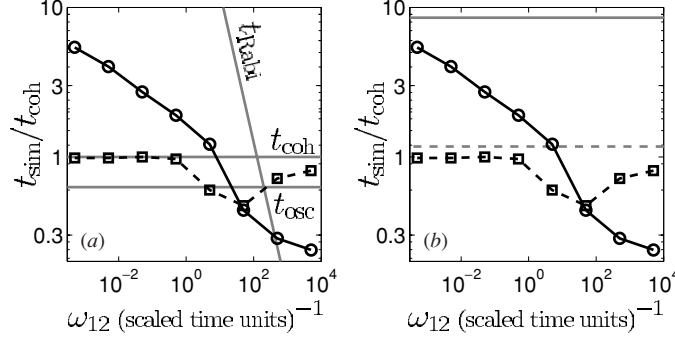 t_sim/t_coh
10
3
1
0.3
t_Rabi
t_coh
t_osc
(a)
10^−2 10^0 10^2 10^4
ω_12 (scaled time units)^−1
t_sim/t_coh
10
3
1
0.3
(b)
10^−2 10^0 10^2 10^4
ω_12 (scaled time units)^−1